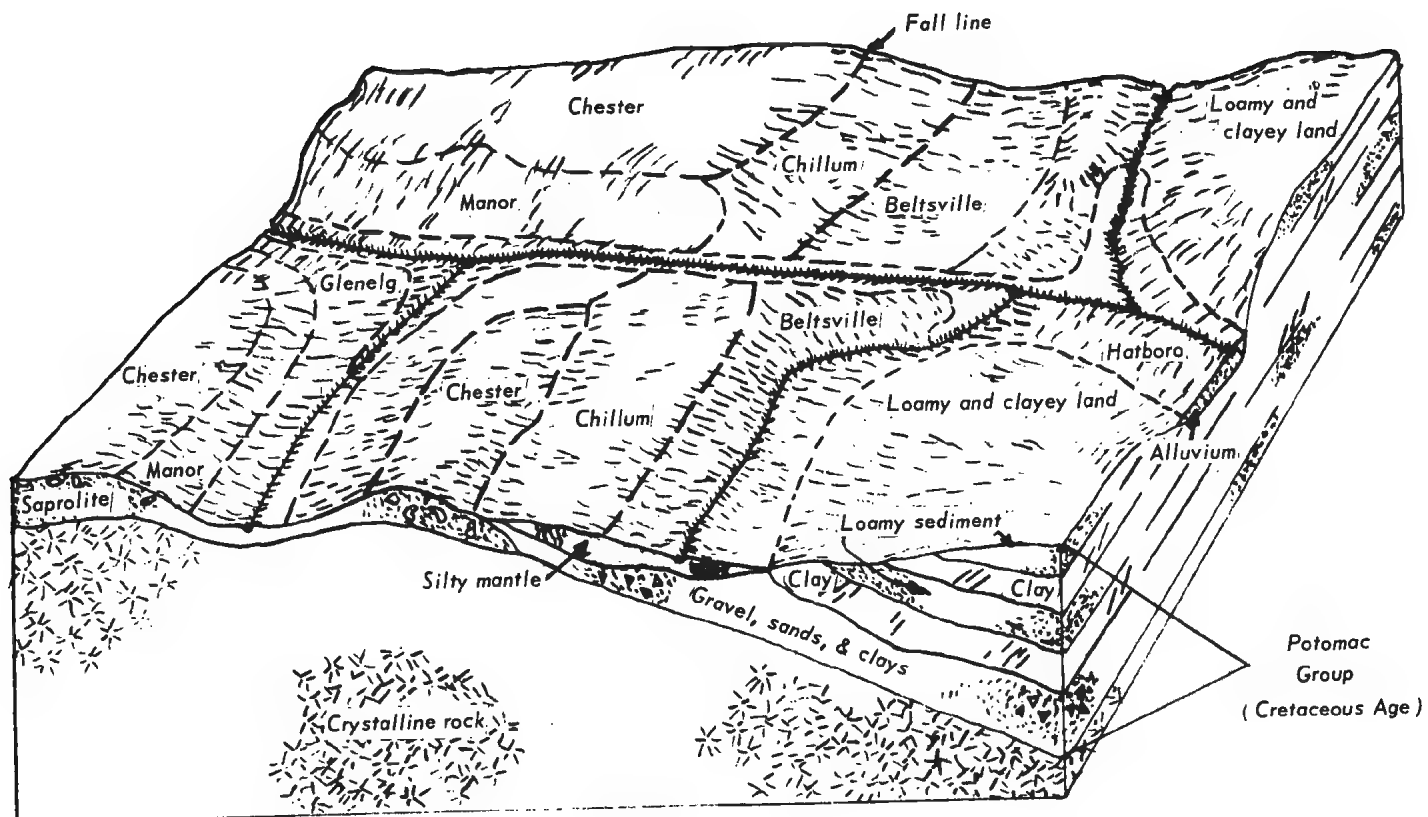 Fall line
Chester
Loamy and
clayey land
Chillum
Manor
Beltsville
Glenelg
Beltsville
Hatboro
Chester
Chester
Loamy and clayey land
Chillum
Alluvium
Manor
Saprolite
Loamy sediment
Silty mantle
Clay
Clay
Gravel, sands, & clays
Potomac
Group
(Cretaceous Age)
Crystalline rock